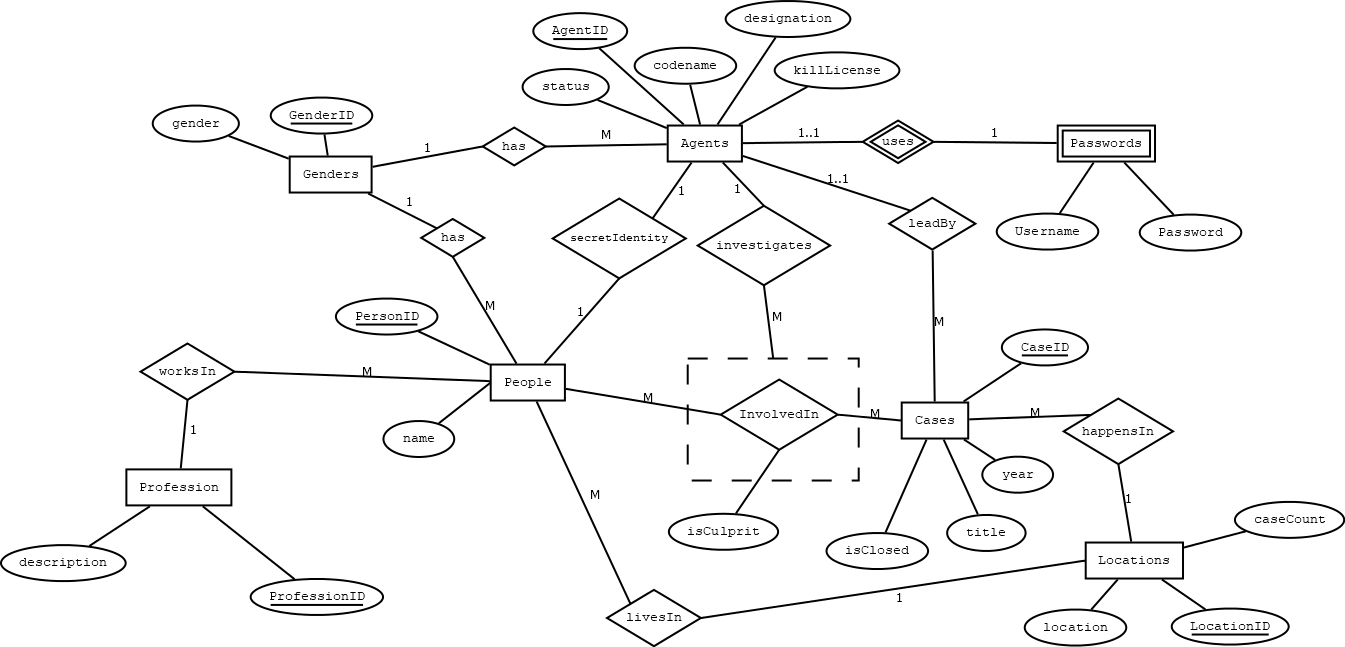 designation
AgentID
codename
killLicense
status
gender
GenderID
has
1
M
Agents
1..1
uses
1
Passwords
Genders
1
has
M
1
secretIdentity
1
1
investigates
M
1..1
leadBy
M
Username
Password
PersonID
name
People
worksIn
M
1
Profession
description
ProfessionID
M
InvolvedIn
M
isCulprit
Cases
CaseID
year
title
isClosed
M
happensIn
1
Locations
caseCount
location
LocationID
M
livesIn
1